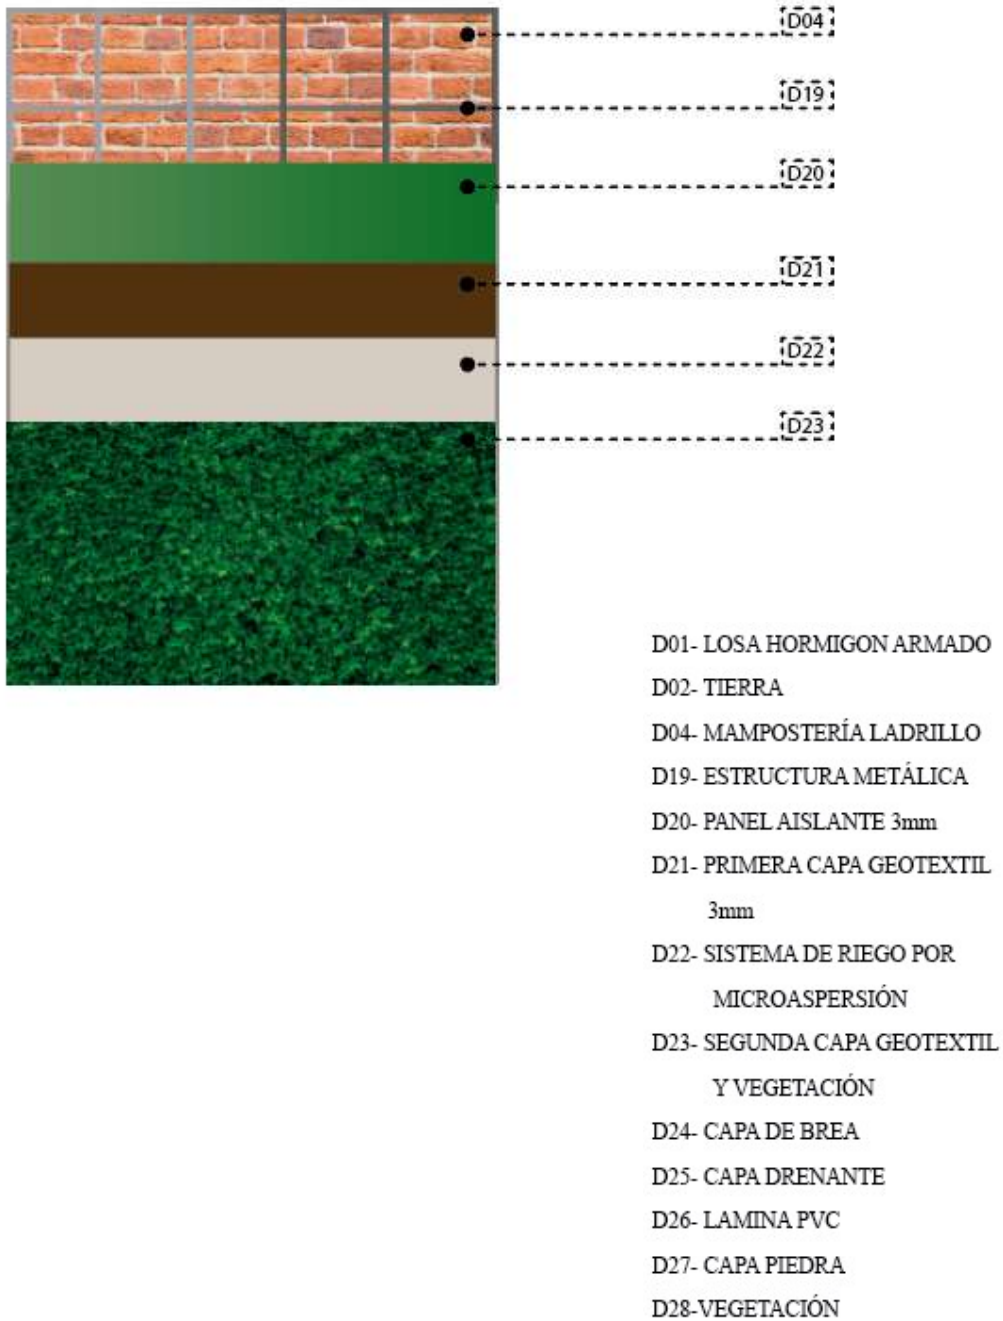 D04
D19
D20
D21
D22
D23
D01- LOSA HORMIGON ARMADO
D02- TIERRA
D04- MAMPOSTERÍA LADRILLO
D19- ESTRUCTURA METÁLICA
D20- PANEL AISLANTE 3mm
D21- PRIMERA CAPA GEOTEXTIL
3mm
D22- SISTEMA DE RIEGO POR
MICROASPERSIÓN
D23- SEGUNDA CAPA GEOTEXTIL
Y VEGETACIÓN
D24- CAPA DE BREA
D25- CAPA DRENANTE
D26- LAMINA PVC
D27- CAPA PIEDRA
D28-VEGETACIÓN